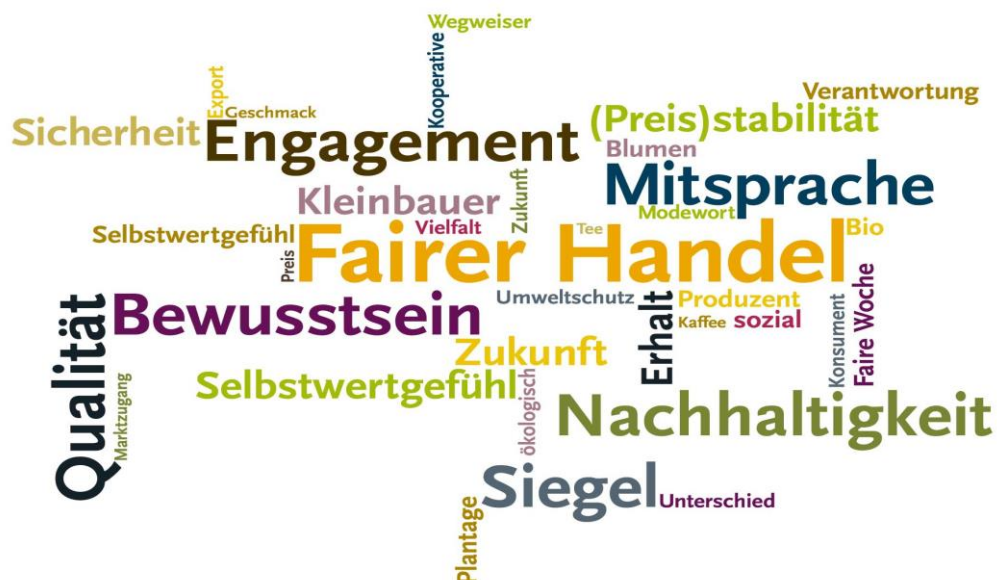 Wegweiser
Kooperative
Export
Geschmack
Verantwortung
Sicherheit
Engagement
(Preis)stabilität
Blumen
Mitsprache
Kleinbauer
Zukunft
Modewort
Vielfalt
Selbstwertgefühl
Preis
Fairer Handel
Tee
Bio
Qualität
Bewusstsein
Umweltschutz
Erhalt
Produzent
Kaffee
sozial
Konsument
Faire Woche
Zukunft
Marktzugang
Selbstwertgefühl
ökologisch
Nachhaltigkeit
Siegel
Unterschied
Plantage